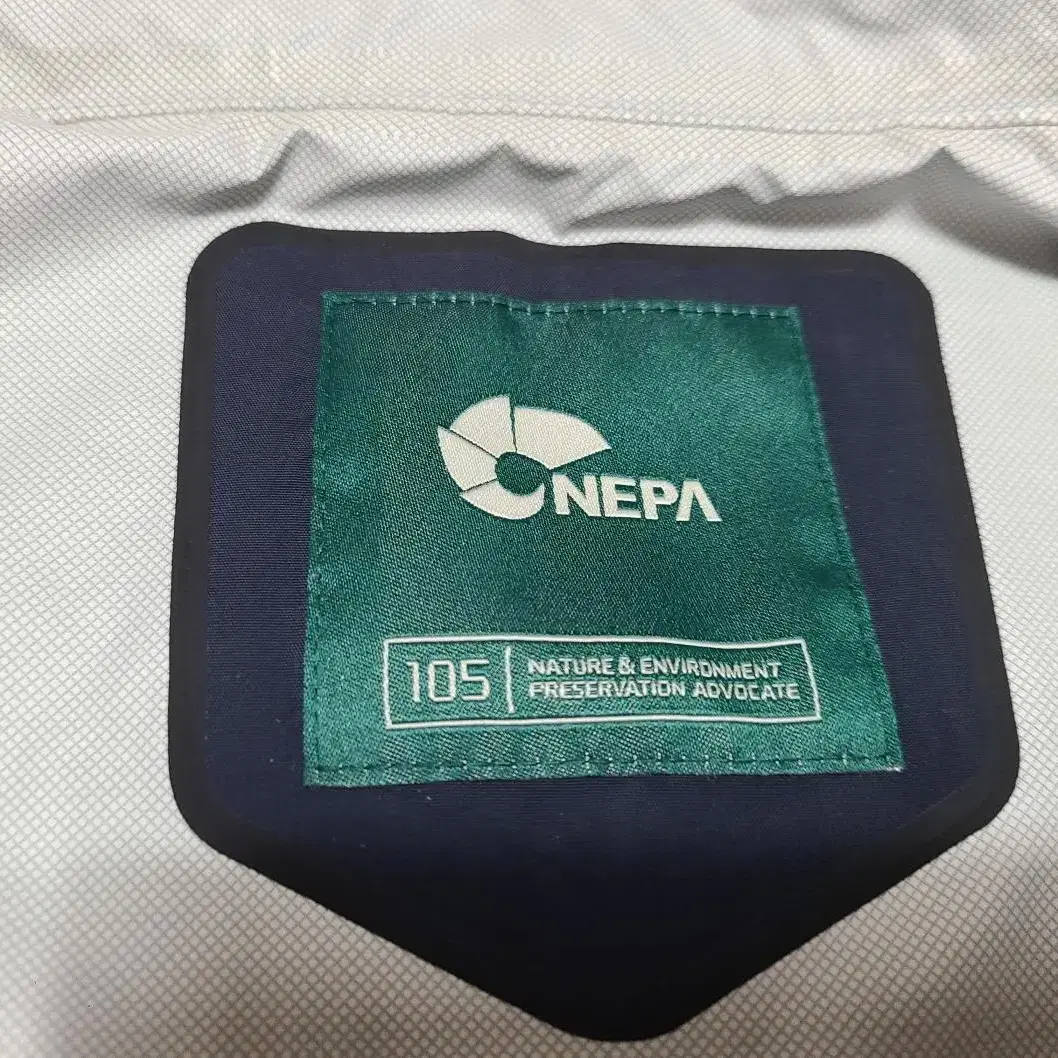 NEPA
105
NATURE & ENVIRONMENT
PRESERVATION ADVOCATE